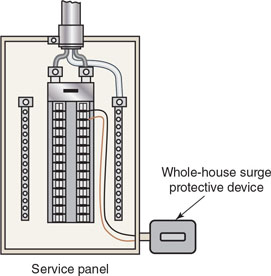 Whole-house surge
protective device
Service panel